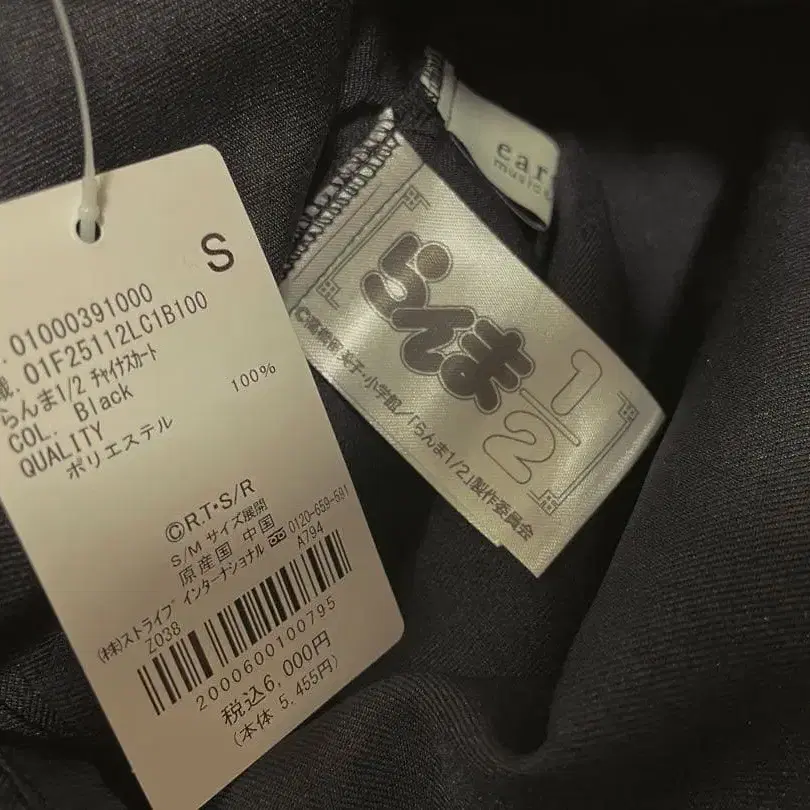 S
. 01000391000
. 01F25112LC1B100
らんま1/2 チャイナスカート
COL. Black
QUALITY 100%
ポリエステル
©R.T・S/R
S/M サイズ展開
原産国 中国
(株)ストライプ インターナショナル 0120-659-591
Z038 A794
2000600100795
税込6,000円
(本体 5,455円)
ear
music
らんま
1
2
©高橋留美子・小学館/「らんま1/2」製作委員会